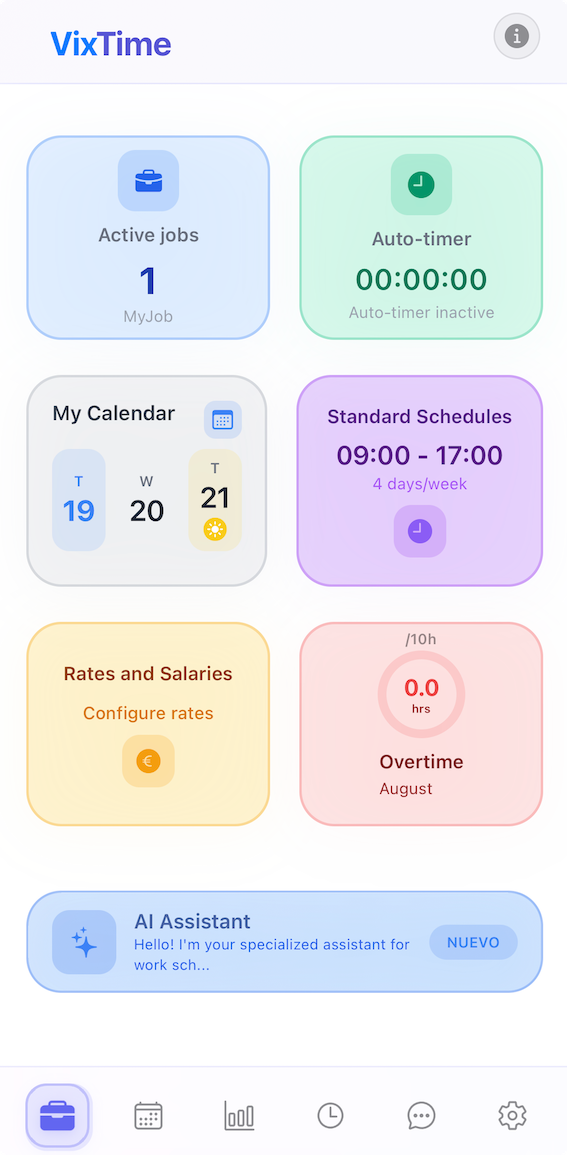 VixTime
Active jobs
1
MyJob
Auto-timer
00:00:00
Auto-timer inactive
My Calendar
T
19
W
20
T
21
Standard Schedules
09:00 - 17:00
4 days/week
Rates and Salaries
Configure rates
€
/10h
0.0
hrs
Overtime
August
AI Assistant
Hello! I'm your specialized assistant for
work sch...
NUEVO